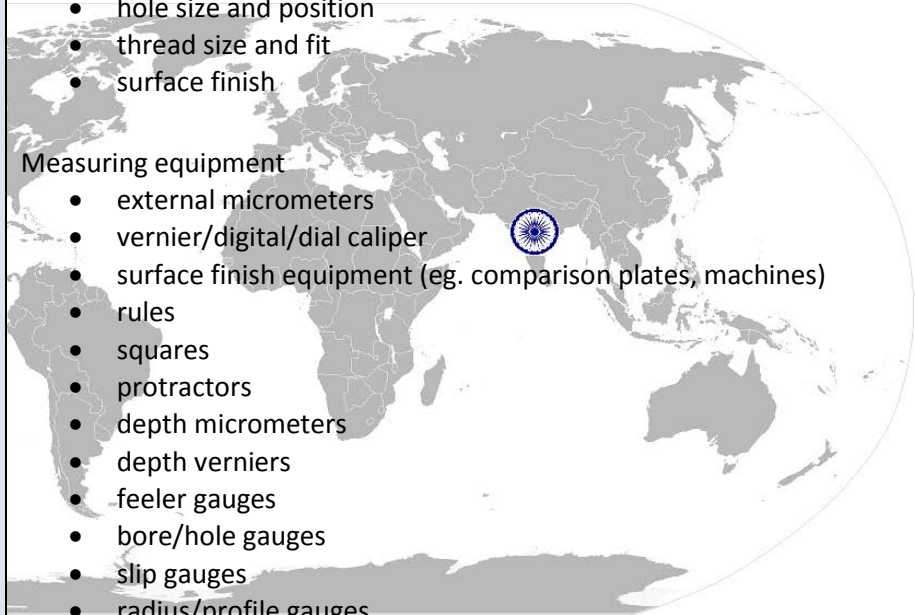 • hole size and position
• thread size and fit
• surface finish
Measuring equipment
• external micrometers
• vernier/digital/dial caliper
• surface finish equipment (eg. comparison plates, machines)
• rules
• squares
• protractors
• depth micrometers
• depth verniers
• feeler gauges
• bore/hole gauges
• slip gauges
• radius/profile gauges